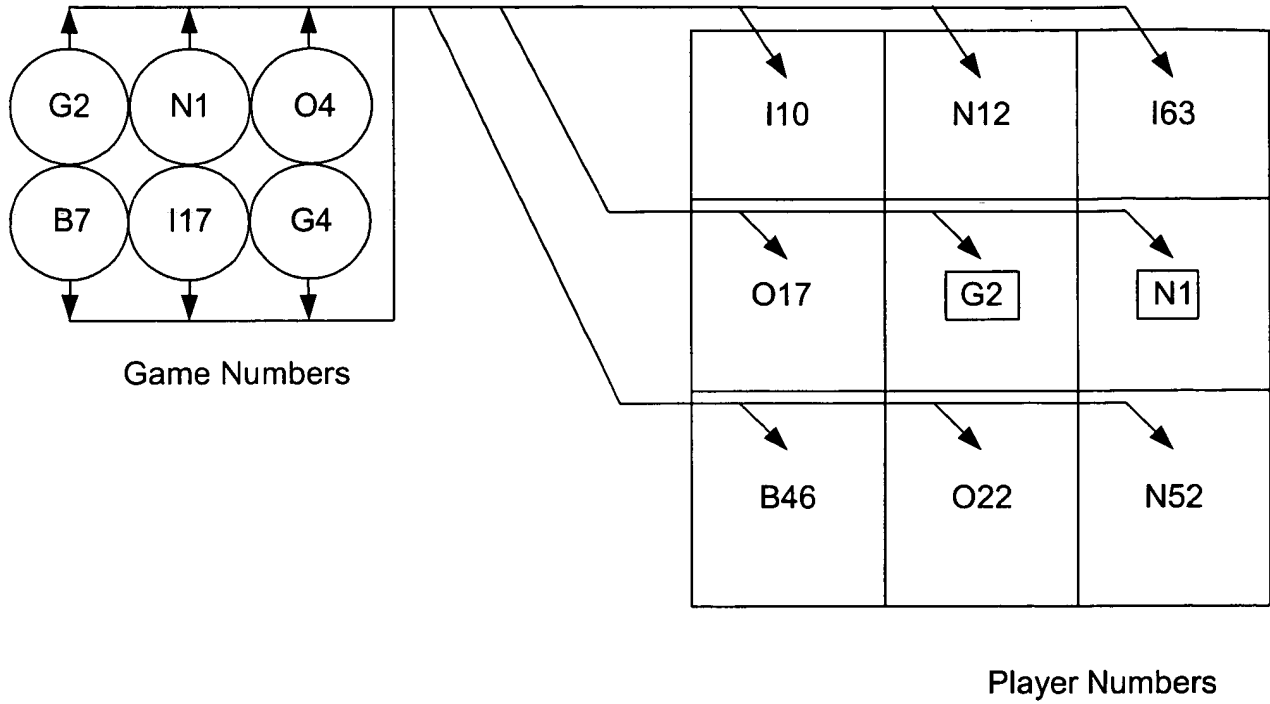 G2 N1 O4
B7 I17 G4
Game Numbers
I10 N12 I63
O17 G2 N1
B46 O22 N52
Player Numbers